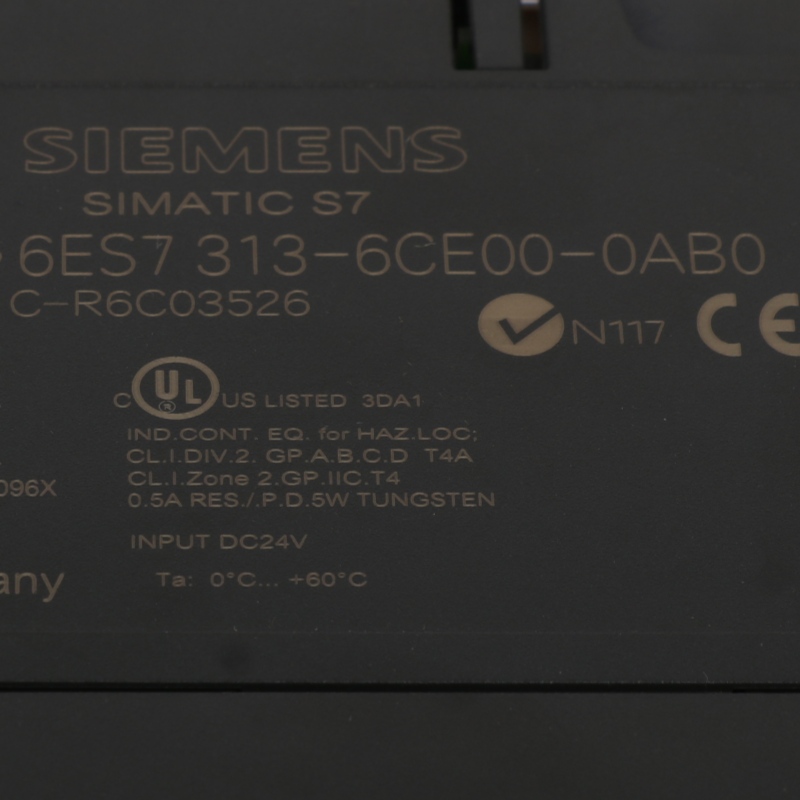 SIEMENS
SIMATIC S7
6ES7 313-6CE00-0AB0
C-R6C03526
N117
CE
C UL US LISTED 3DA1
IND.CONT. EQ. for HAZ.LOC;
CL.I.DIV.2. GP.A.B.C.D T4A
CL.I.Zone 2.GP.IIC.T4
096X
0.5A RES./.P.D.5W TUNGSTEN
INPUT DC24V
any
Ta: 0°C... +60°C